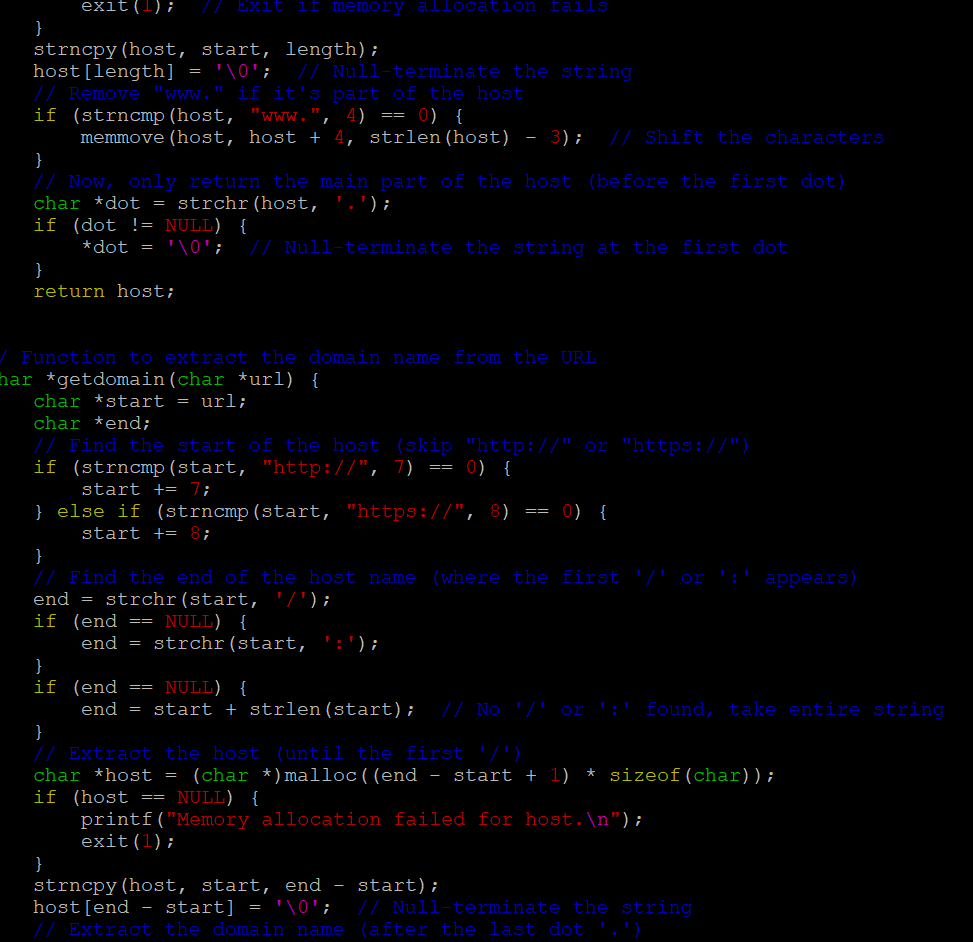 exit(1);  // Exit if memory allocation fails
}
strncpy(host, start, length);
host[length] = '\0';  // Null-terminate the string
// Remove "www." if it's part of the host
if (strncmp(host, "www.", 4) == 0) {
    memmove(host, host + 4, strlen(host) - 3);  // Shift the characters
}
// Now, only return the main part of the host (before the first dot)
char *dot = strchr(host, '.');
if (dot != NULL) {
    *dot = '\0';  // Null-terminate the string at the first dot
}
return host;
/ Function to extract the domain name from the URL
har *getdomain(char *url) {
char *start = url;
char *end;
// Find the start of the host (skip "http://" or "https://")
if (strncmp(start, "http://", 7) == 0) {
    start += 7;
} else if (strncmp(start, "https://", 8) == 0) {
    start += 8;
}
// Find the end of the host name (where the first '/' or ':' appears)
end = strchr(start, '/');
if (end == NULL) {
    end = strchr(start, ':');
}
if (end == NULL) {
    end = start + strlen(start);  // No '/' or ':' found, take entire string
}
// Extract the host (until the first '/')
char *host = (char *)malloc((end - start + 1) * sizeof(char));
if (host == NULL) {
    printf("Memory allocation failed for host.\n");
    exit(1);
}
strncpy(host, start, end - start);
host[end - start] = '\0';  // Null-terminate the string
// Extract the domain name (after the last dot '.')